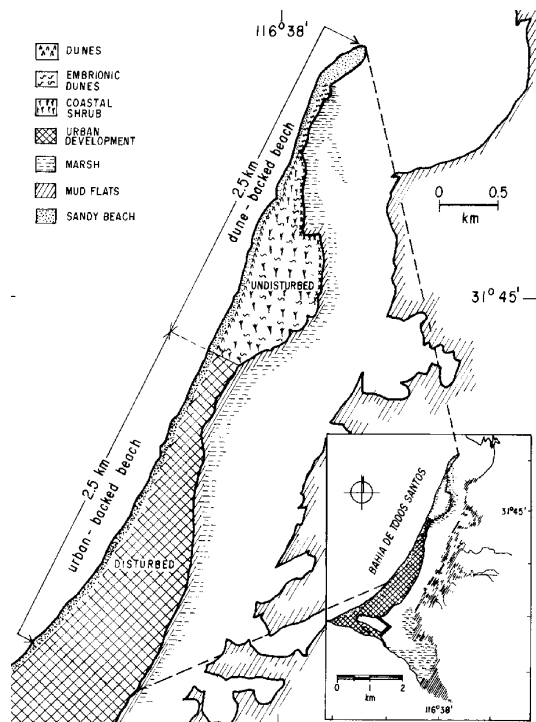 116° 38'
DUNES
EMBRIONIC
DUNES
COASTAL
SHRUB
URBAN
DEVELOPMENT
MARSH
MUD FLATS
SANDY BEACH
2.5 km
dune-backed beach
0 0.5
km
UNDISTURBED
31° 45'
2.5 km
urban-backed beach
DISTURBED
BAHIA DE TODOS SANTOS
31°45'
0 1 2
km
116°38'